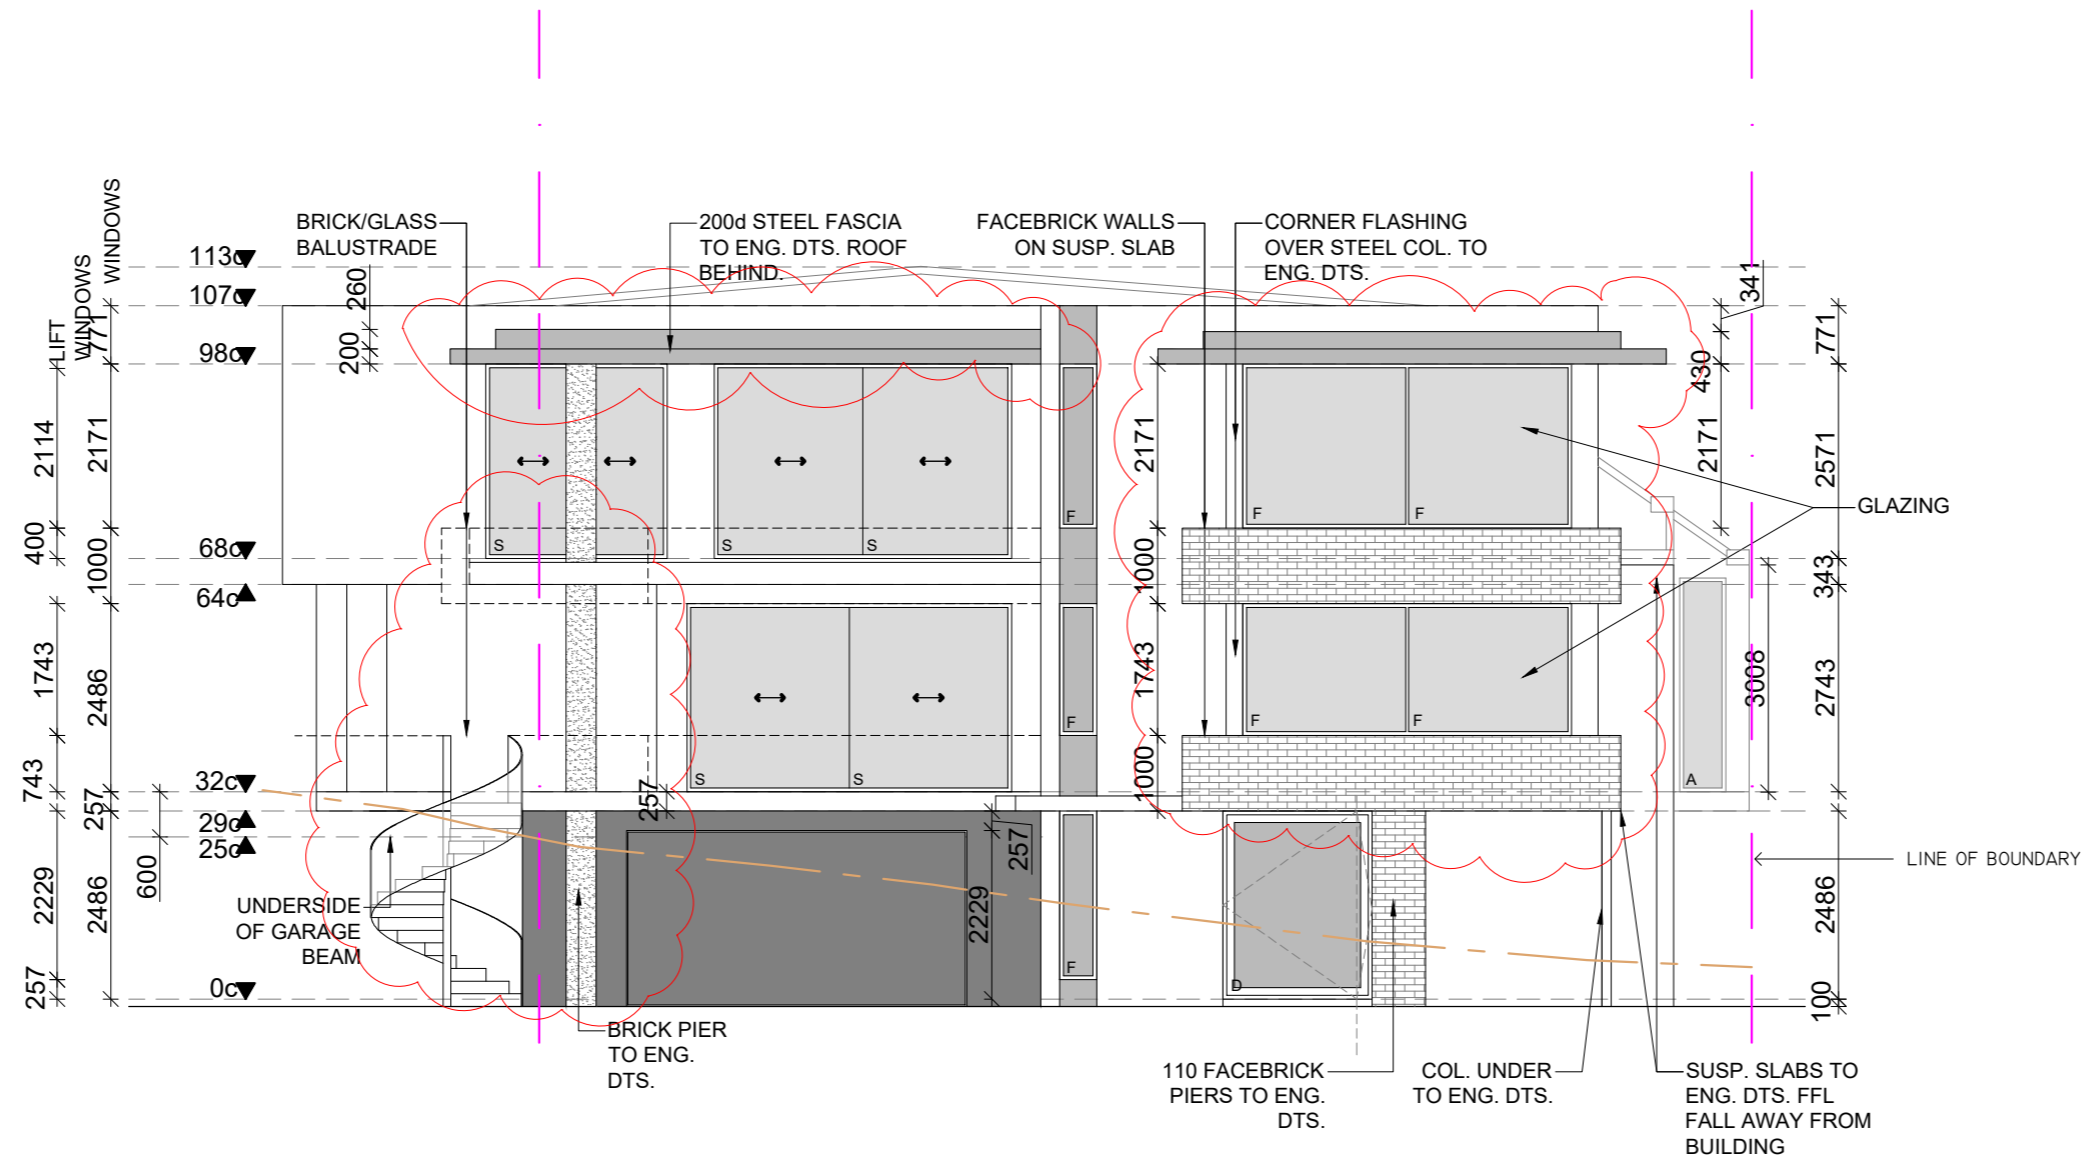 BRICK/GLASS
BALUSTRADE
200d STEEL FASCIA
TO ENG. DTS. ROOF
BEHIND.
FACEBRICK WALLS
ON SUSP. SLAB
CORNER FLASHING
OVER STEEL COL. TO
ENG. DTS.
LIFT
WINDOWS
WINDOWS
113c
107c
98c
68c
64c
32c
29c
25c
0c
2114
400
1743
743
2229
257
771
2171
1000
2486
257
2486
600
260
200
S
S
S
S
S
257
257
2229
F
F
F
2171
1000
1743
1000
F
F
F
F
D
A
341
430
2171
3008
771
2571
343
2743
2486
100
GLAZING
LINE OF BOUNDARY
UNDERSIDE
OF GARAGE
BEAM
BRICK PIER
TO ENG.
DTS.
110 FACEBRICK
PIERS TO ENG.
DTS.
COL. UNDER
TO ENG. DTS.
SUSP. SLABS TO
ENG. DTS. FFL
FALL AWAY FROM
BUILDING